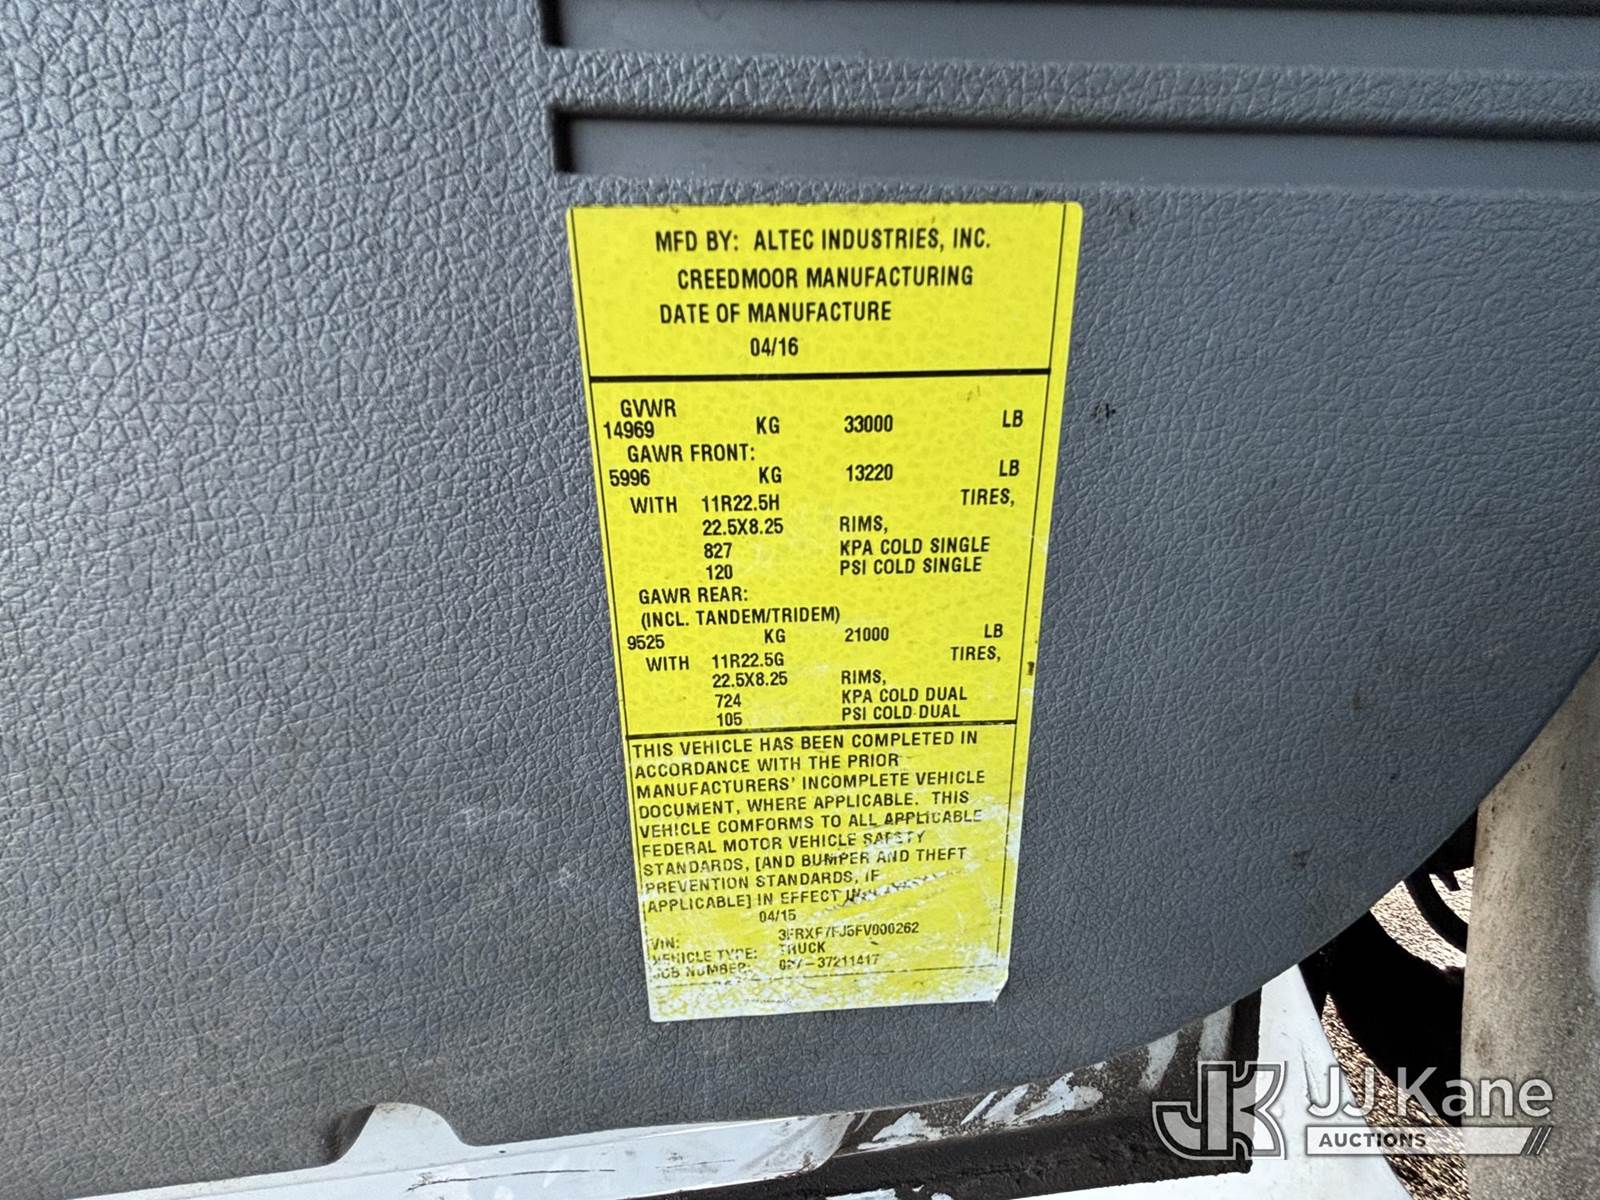 MFD BY: ALTEC INDUSTRIES, INC.
CREEDMOOR MANUFACTURING
DATE OF MANUFACTURE
04/16
GVWR
14969 KG 33000 LB
GAWR FRONT:
5996 KG 13220 LB
WITH 11R22.5H TIRES,
22.5X8.25 RIMS,
827 KPA COLD SINGLE
120 PSI COLD SINGLE
GAWR REAR:
(INCL. TANDEM/TRIDEM)
9525 KG 21000 LB
WITH 11R22.5G TIRES,
22.5X8.25 RIMS,
724 KPA COLD DUAL
105 PSI COLD DUAL
THIS VEHICLE HAS BEEN COMPLETED IN
ACCORDANCE WITH THE PRIOR
MANUFACTURERS' INCOMPLETE VEHICLE
DOCUMENT, WHERE APPLICABLE. THIS
VEHICLE COMFORMS TO ALL APPLICABLE
FEDERAL MOTOR VEHICLE SAFETY
STANDARDS, [AND BUMPER AND THEFT
PREVENTION STANDARDS, IF
APPLICABLE] IN EFFECT IN
04/15
VIN: 3FRXF7FJ5FV000262
VEHICLE TYPE: TRUCK
JOB NUMBER: 37211417
JK JJ Kane
AUCTIONS